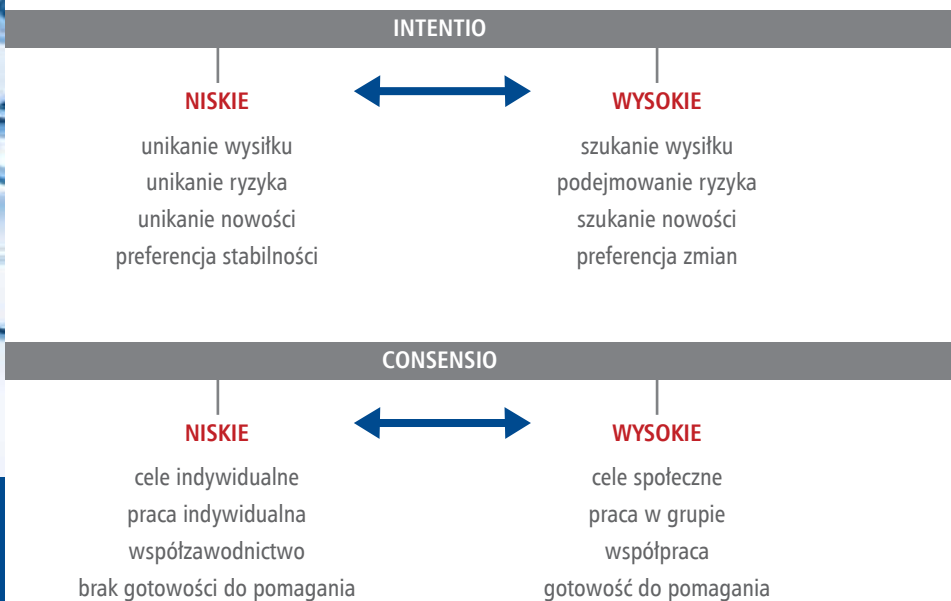 INTENTIO
NISKIE
WYSOKIE
unikanie wysiłku
szukanie wysiłku
unikanie ryzyka
podejmowanie ryzyka
unikanie nowości
szukanie nowości
preferencja stabilności
preferencja zmian
CONSENSIO
NISKIE
WYSOKIE
cele indywidualne
cele społeczne
praca indywidualna
praca w grupie
współzawodnictwo
współpraca
brak gotowości do pomagania
gotowość do pomagania